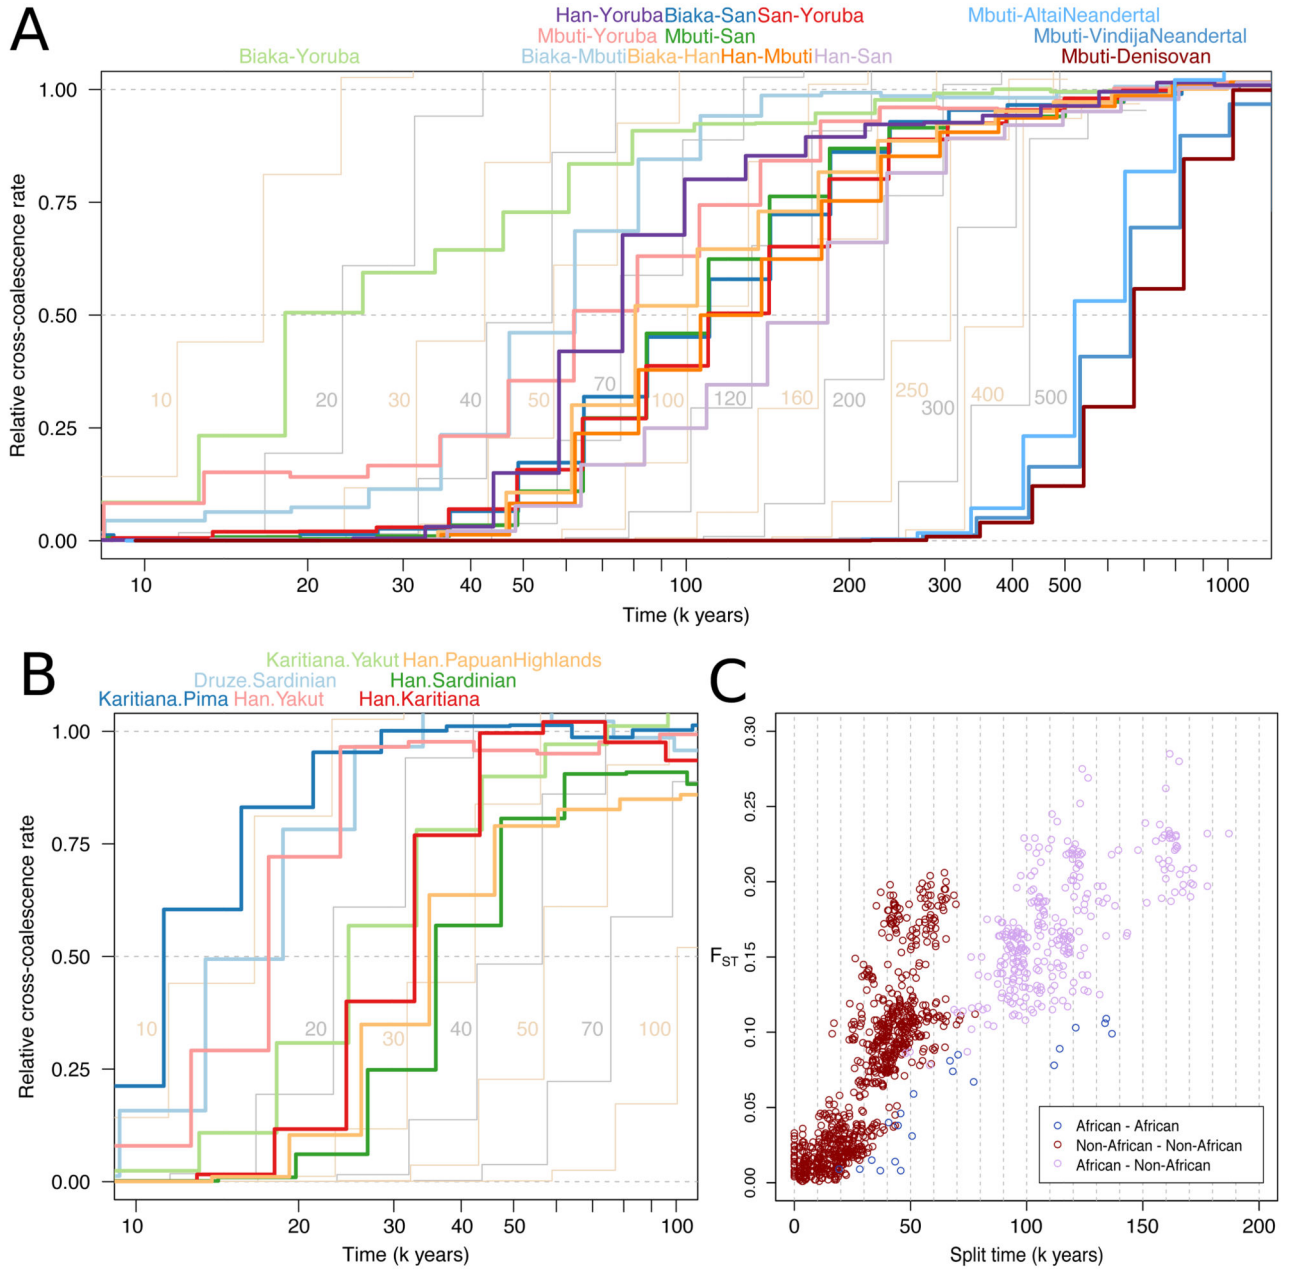 A
Han-Yoruba Biaka-San San-Yoruba
Mbuti-AltaiNeandertal
Mbuti-Yoruba Mbuti-San
Mbuti-VindijaNeandertal
Biaka-Yoruba
Biaka-Mbuti Biaka-Han Han-Mbuti Han-San
Mbuti-Denisovan
Relative cross-coalescence rate
1.00
0.75
0.50
0.25
0.00
10 20 30 40 50 70 100 120 160 200 250 300 400 500
10 20 30 40 50 100 200 300 400 500 1000
Time (k years)
B
Karitiana.Yakut Han.PapuanHighlands
Druze.Sardinian Han.Sardinian
Karitiana.Pima Han.Yakut Han.Karitiana
Relative cross-coalescence rate
1.00
0.75
0.50
0.25
0.00
10 20 30 40 50 70 100
10 20 30 40 50 100
Time (k years)
C
FST
0.30
0.25
0.20
0.15
0.10
0.05
0.00
African - African
Non-African - Non-African
African - Non-African
0 50 100 150 200
Split time (k years)